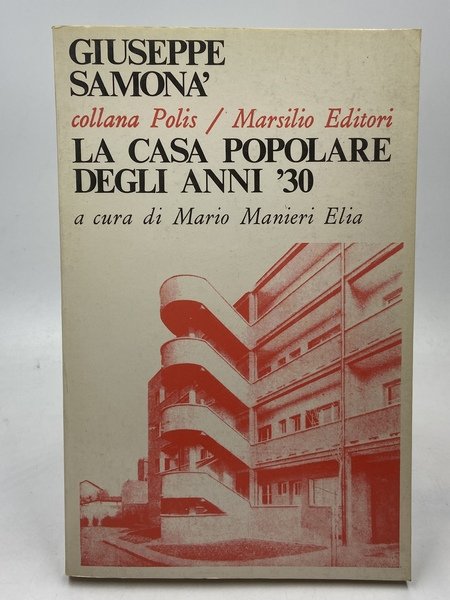 GIUSEPPE
SAMONA'
collana Polis / Marsilio Editori
LA CASA POPOLARE
DEGLI ANNI '30
a cura di Mario Manieri Elia